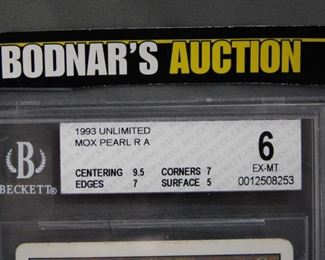 BODNAR'S AUCTION
1993 UNLIMITED
MOX PEARL R A
6
EX-MT
CENTERING 9.5 CORNERS 7
EDGES 7 SURFACE 5
0012508253
B
BECKETT